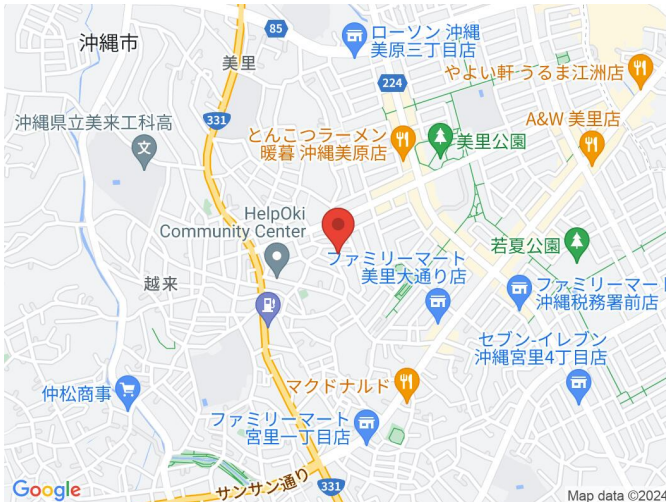 沖縄市
85
ローソン 沖縄
美原三丁目店
美里
やよい軒・うるま江洲店
224
沖縄県立美来工科高
331
A&W 美里店
文
とんこつラーメン
暖暮 沖縄美原店
美里公園
HelpOki
Community Center
若夏公園
ファミリーマート
美里大通り店
越来
ファミリーマート
沖縄税務署前店
セブン-イレブン
沖縄宮里4丁目店
マクドナルド
仲松商事
ファミリーマート
宮里一丁目店
サンサン通り
331
Google
Map data ©2024